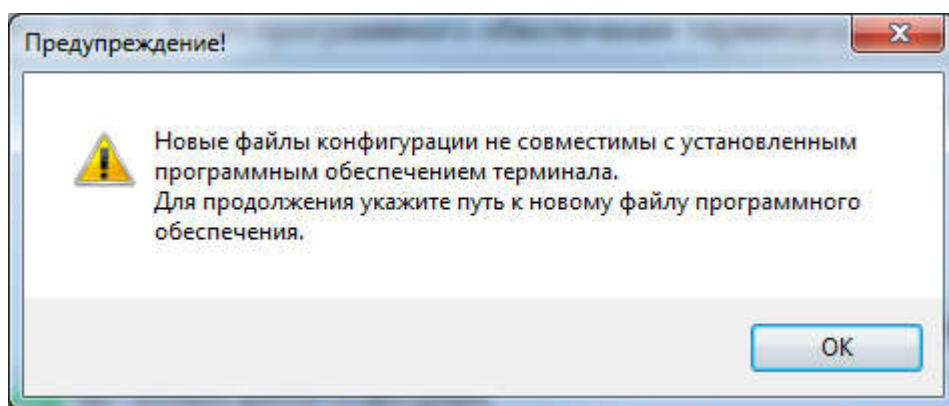 Предупреждение!
Новые файлы конфигурации не совместимы с установленным
программным обеспечением терминала.
Для продолжения укажите путь к новому файлу программного
обеспечения.
OK